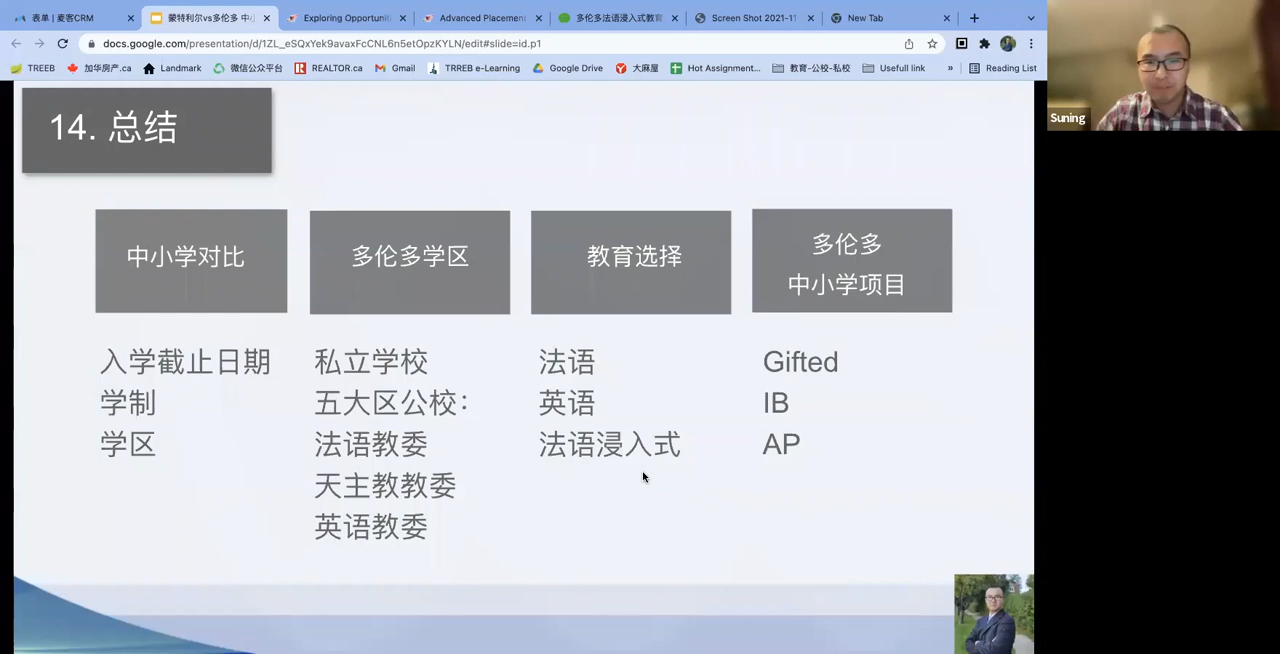 表单 | 麦客CRM
蒙特利尔vs多伦多 中小
Exploring Opportuni
Advanced Placemen
多伦多法语浸入式教育
Screen Shot 2021-11
New Tab
docs.google.com/presentation/d/1ZL_eSQxYek9avaxFcCNL6n5etOpzKYLN/edit#slide=id.p1
TREEB
加华房产.ca
Landmark
微信公众平台
REALTOR.ca
Gmail
TRREB e-Learning
Google Drive
大麻屋
Hot Assignment...
教育-公校-私校
Usefull link
»
Reading List
Suning
14. 总结
中小学对比
入学截止日期
学制
学区
多伦多学区
私立学校
五大区公校：
法语教委
天主教教委
英语教委
教育选择
法语
英语
法语浸入式
多伦多
中小学项目
Gifted
IB
AP